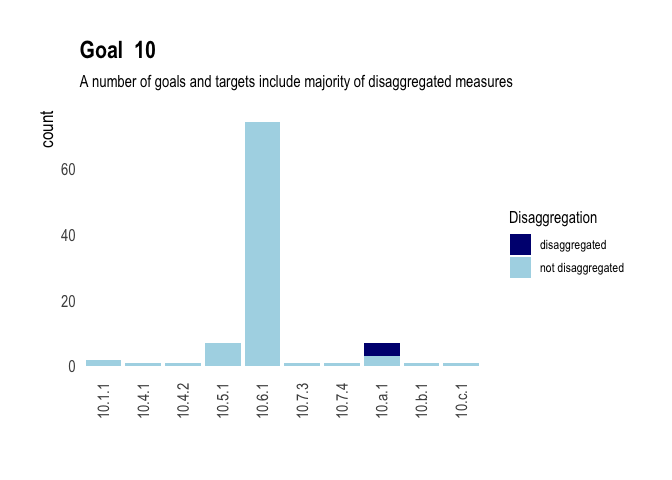 Goal  10
A number of goals and targets include majority of disaggregated measures
count
60
40
20
0
10.1.1
10.4.1
10.4.2
10.5.1
10.6.1
10.7.3
10.7.4
10.a.1
10.b.1
10.c.1
Disaggregation
disaggregated
not disaggregated